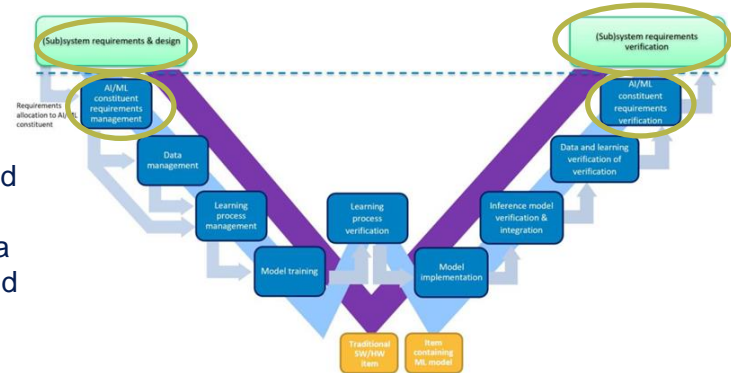 (Sub)system requirements & design
(Sub)system requirements
verification
AI/ML
constituent
requirements
management
Requirements
allocation to AI/ML
constituent
AI/ML
constituent
requirements
verification
Data
management
Data and learning
verification of
verification
d
Learning
process
management
Learning
process
verification
Inference model
verification &
integration
a
d
Model training
Model
implementation
Traditional
SW/HW
item
Item
containing
ML model